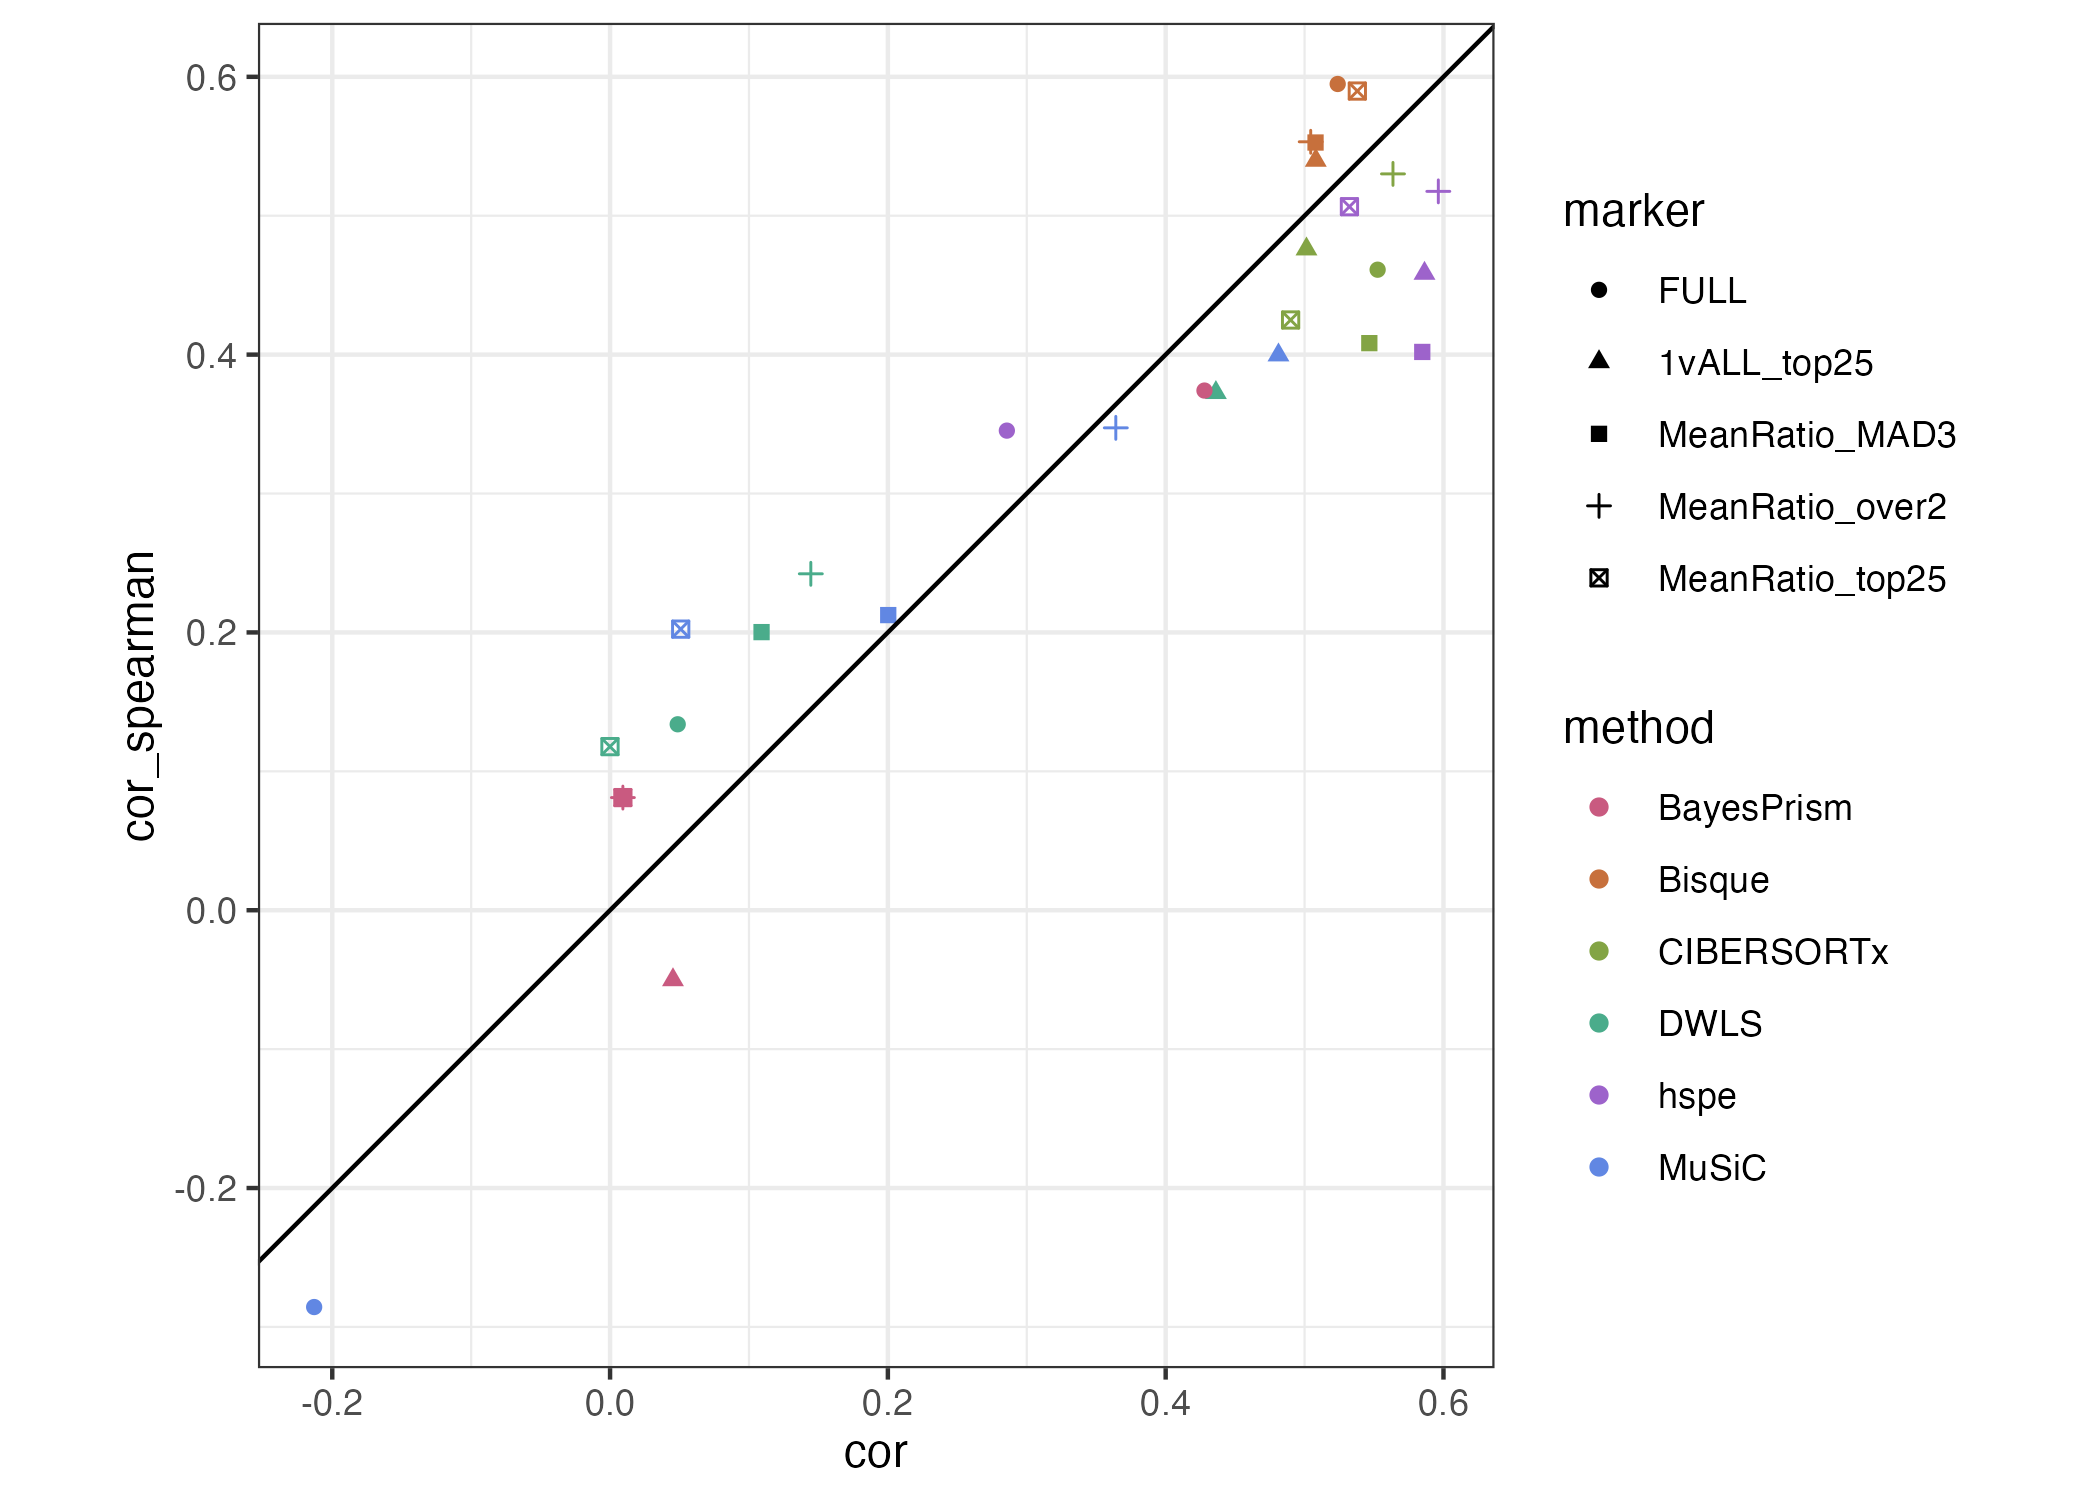 0.6
0.4
0.2
0.0
-0.2
-0.2
0.0
0.2
0.4
0.6
cor
cor_spearman
marker
FULL
1vALL_top25
MeanRatio_MAD3
MeanRatio_over2
MeanRatio_top25
method
BayesPrism
Bisque
CIBERSORTx
DWLS
hspe
MuSiC